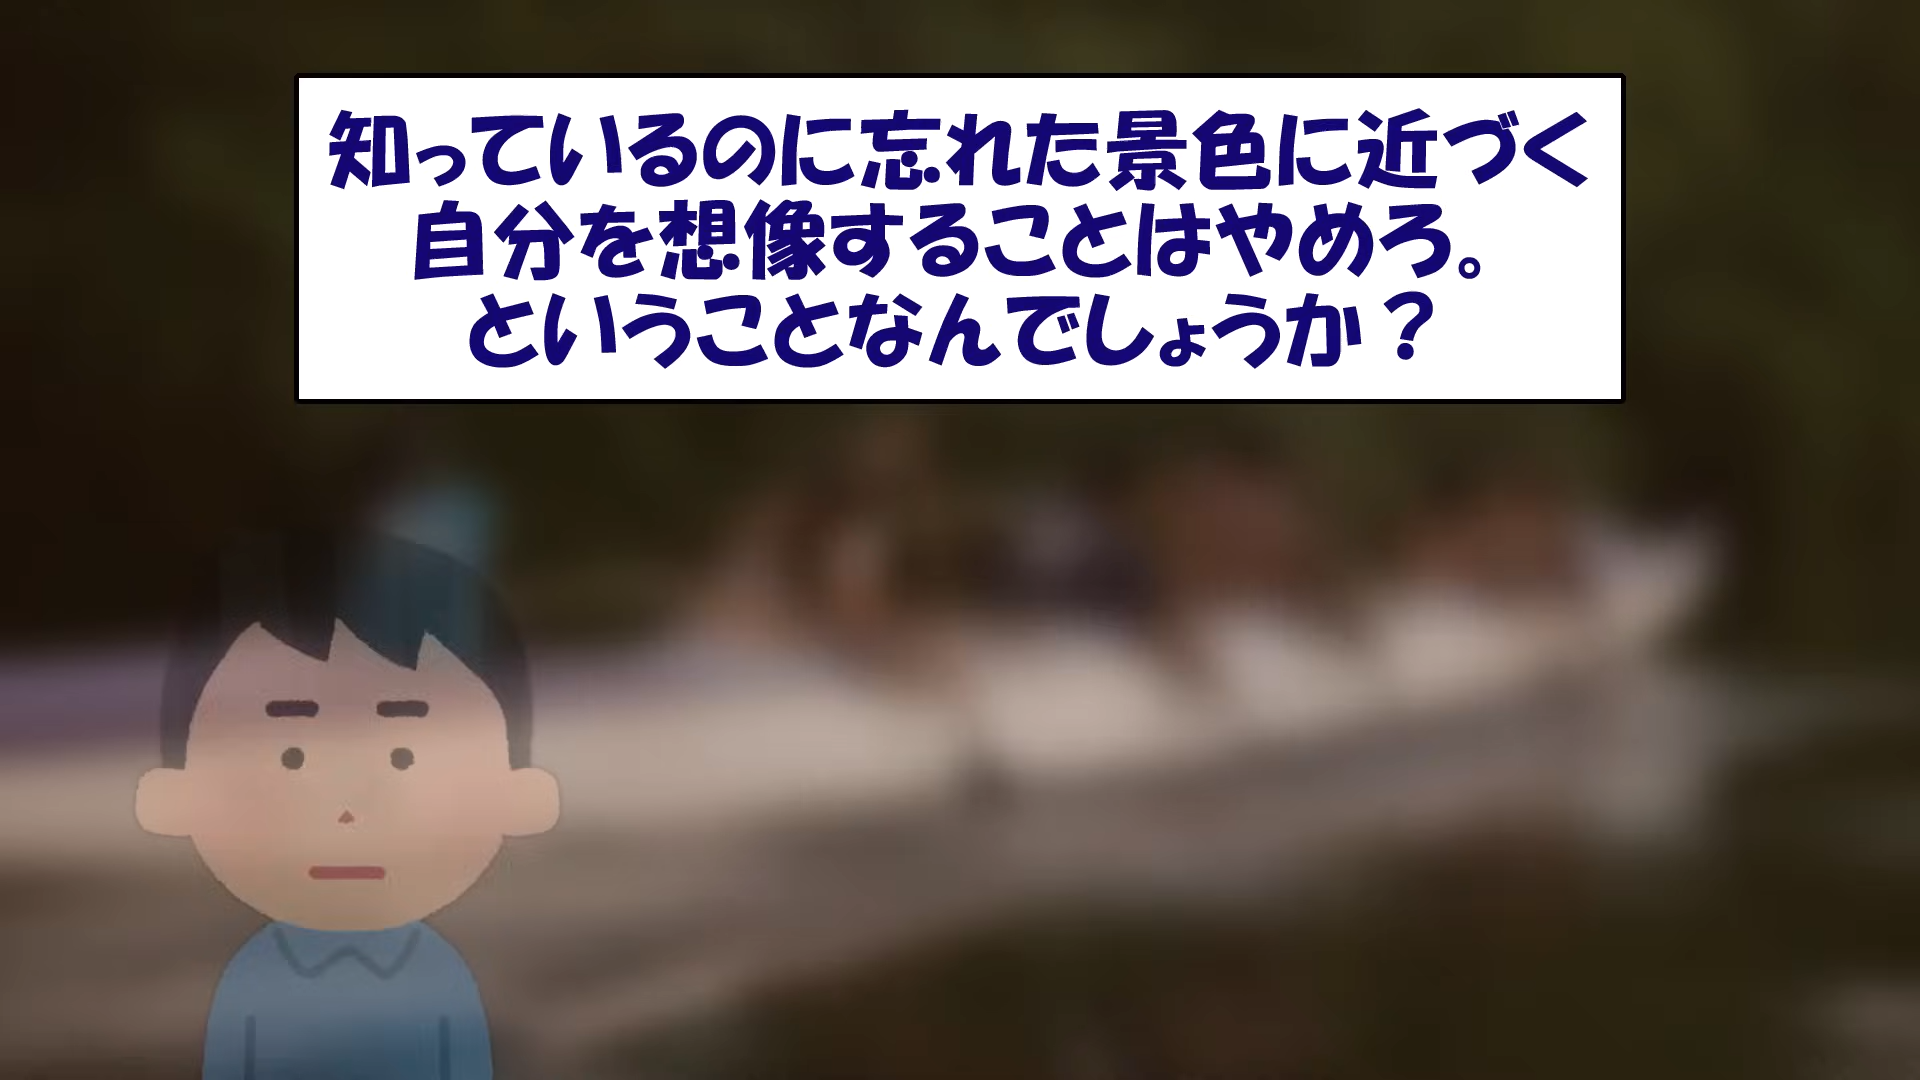 知っているのに忘れた景色に近づく
自分を想像することはやめろ。
ということなんでしょうか？